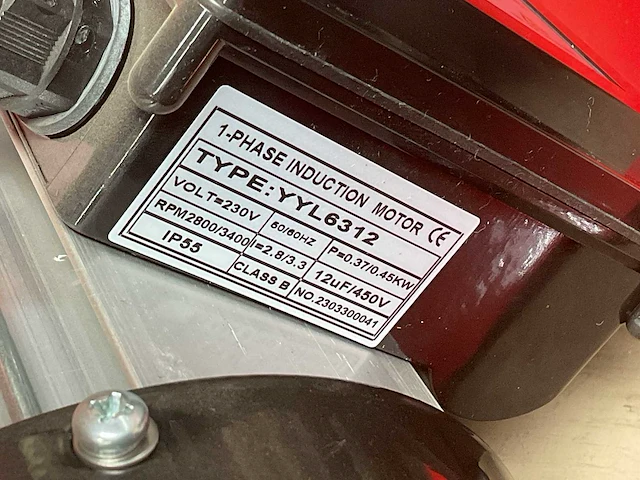 1-PHASE INDUCTION MOTOR CE
TYPE:YYL6312
VOLT=230V 50/60HZ P=0.37/0.45KW
RPM2800/3400 I=2.8/3.3 12uF/450V
IP55 CLASS B NO.2303300041